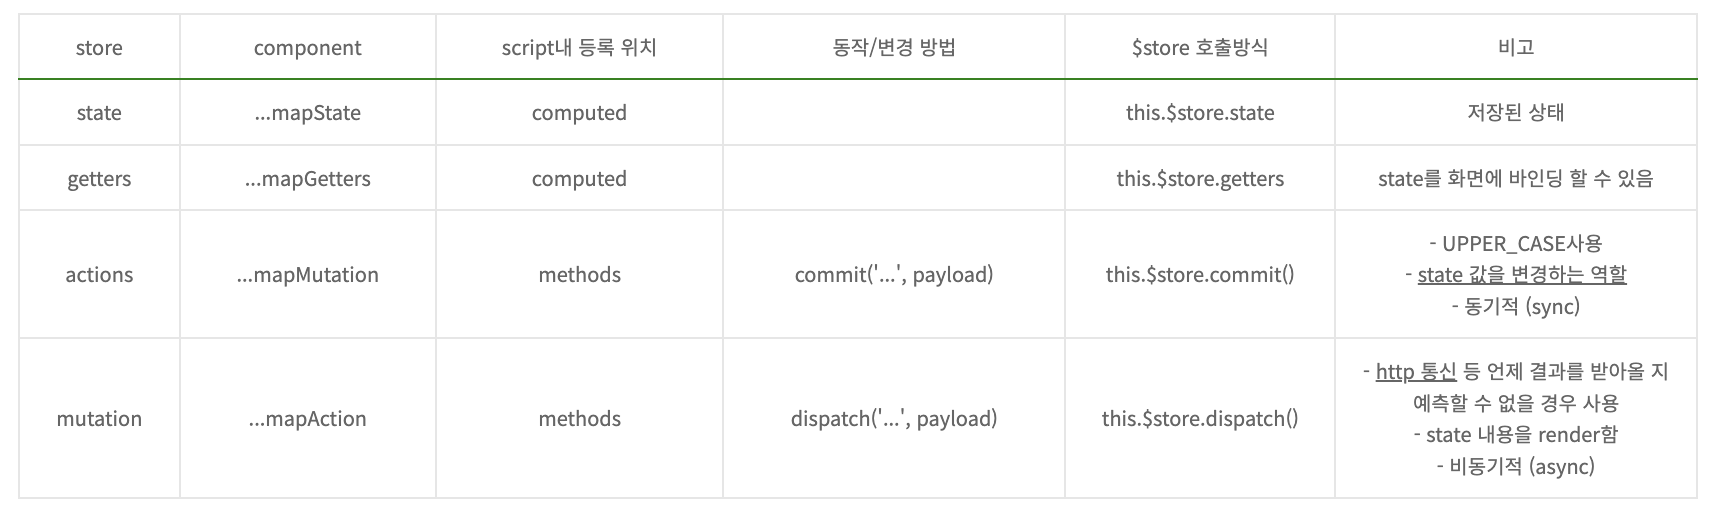 store component script내 등록 위치 동작/변경 방법 $store 호출방식 비고
state ...mapState computed this.$store.state 저장된 상태
getters ...mapGetters computed this.$store.getters state를 화면에 바인딩 할 수 있음
actions ...mapMutation methods commit('...', payload) this.$store.commit() - UPPER_CASE사용
- state 값을 변경하는 역할
- 동기적 (sync)
mutation ...mapAction methods dispatch('...', payload) this.$store.dispatch() - http 통신 등 언제 결과를 받아올 지
예측할 수 없을 경우 사용
- state 내용을 render함
- 비동기적 (async)